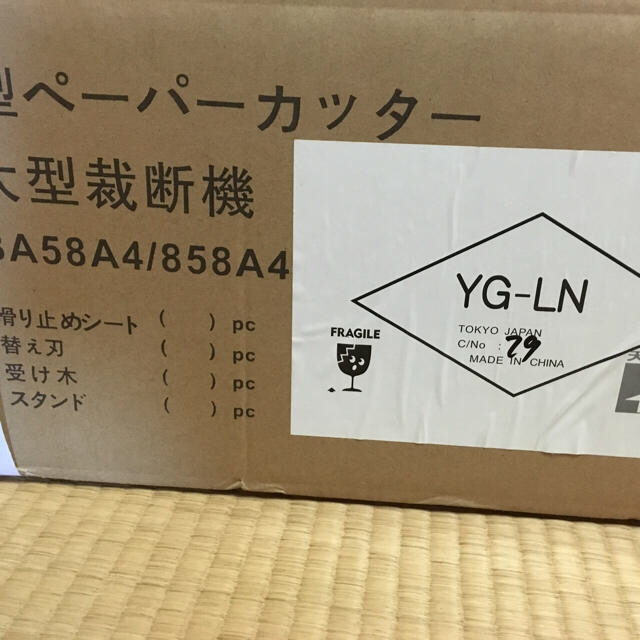 型ペーパーカッター
大型裁断機
BA58A4/858A4
滑り止めシート ( ) pc
替え刃 ( ) pc
受け木 ( ) pc
スタンド ( ) pc
FRAGILE
YG-LN
TOKYO JAPAN
C/No : 79
MADE IN CHINA